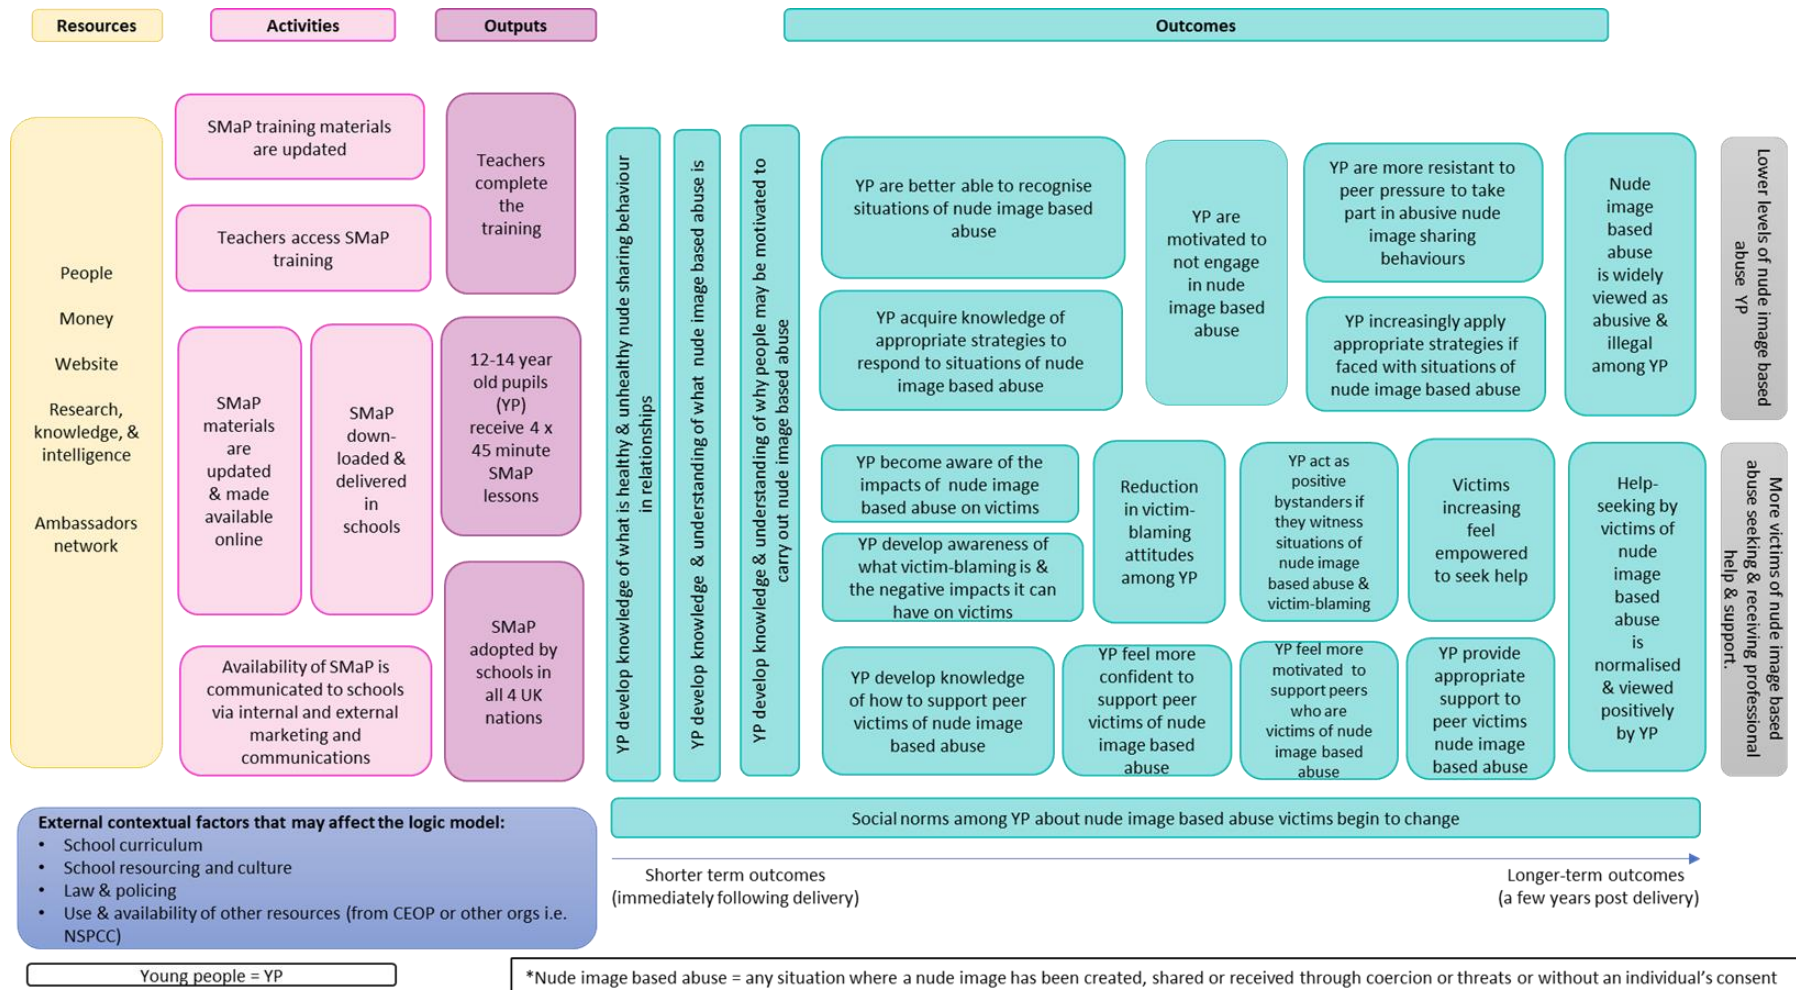 Resources
Activities
Outputs
Outcomes
People
Money
Website
Research,
knowledge, &
intelligence
Ambassadors
network
SMaP training materials
are updated
Teachers access SMaP
training
SMaP
materials
are
updated
& made
available
online
SMaP
down-
loaded &
delivered
in
schools
Availability of SMaP is
communicated to schools
via internal and external
marketing and
communications
Teachers
complete
the
training
12-14 year
old pupils
(YP)
receive 4 x
45 minute
SMaP
lessons
SMaP
adopted by
schools in
all 4 UK
nations
YP develop knowledge of what is healthy & unhealthy nude sharing behaviour
in relationships
YP develop knowledge & understanding of what nude image based abuse is
YP develop knowledge & understanding of why people may be motivated to
carry out nude image based abuse
YP are better able to recognise
situations of nude image based
abuse
YP acquire knowledge of
appropriate strategies to
respond to situations of nude
image based abuse
YP are
motivated to
not engage
in nude
image based
abuse
YP are more resistant to
peer pressure to take
part in abusive nude
image sharing
behaviours
YP increasingly apply
appropriate strategies if
faced with situations of
nude image based abuse
Nude
image
based
abuse
is widely
viewed as
abusive &
illegal
among YP
Lower levels of nude image based
abuse YP
YP become aware of the
impacts of nude image
based abuse on victims
YP develop awareness of
what victim-blaming is &
the negative impacts it can
have on victims
Reduction
in victim-
blaming
attitudes
among YP
YP act as
positive
bystanders if
they witness
situations of
nude image
based abuse &
victim-blaming
Victims
increasing
feel
empowered
to seek help
Help-
seeking by
victims of
nude
image
based
abuse
is
normalised
& viewed
positively
by YP
More victims of nude image based
abuse seeking & receiving professional
help & support.
YP develop knowledge
of how to support peer
victims of nude image
based abuse
YP feel more
confident to
support peer
victims of nude
image based
abuse
YP feel more
motivated to
support peers
who are
victims of nude
image based
abuse
YP provide
appropriate
support to
peer victims
nude image
based abuse
Social norms among YP about nude image based abuse victims begin to change
Shorter term outcomes
(immediately following delivery)
Longer-term outcomes
(a few years post delivery)
External contextual factors that may affect the logic model:
• School curriculum
• School resourcing and culture
• Law & policing
• Use & availability of other resources (from CEOP or other orgs i.e.
NSPCC)
Young people = YP
*Nude image based abuse = any situation where a nude image has been created, shared or received through coercion or threats or without an individual's consent